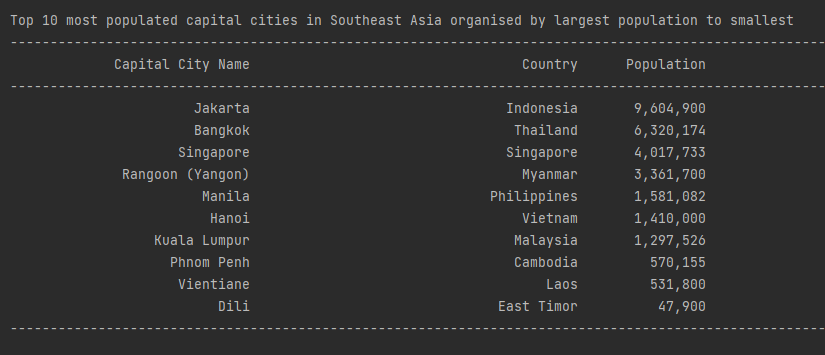 Top 10 most populated capital cities in Southeast Asia organised by largest population to smallest
------------------------------------------------------------------------------------------------------
Capital City Name Country Population
------------------------------------------------------------------------------------------------------
Jakarta Indonesia 9,604,900
Bangkok Thailand 6,320,174
Singapore Singapore 4,017,733
Rangoon (Yangon) Myanmar 3,361,700
Manila Philippines 1,581,082
Hanoi Vietnam 1,410,000
Kuala Lumpur Malaysia 1,297,526
Phnom Penh Cambodia 570,155
Vientiane Laos 531,800
Dili East Timor 47,900
------------------------------------------------------------------------------------------------------